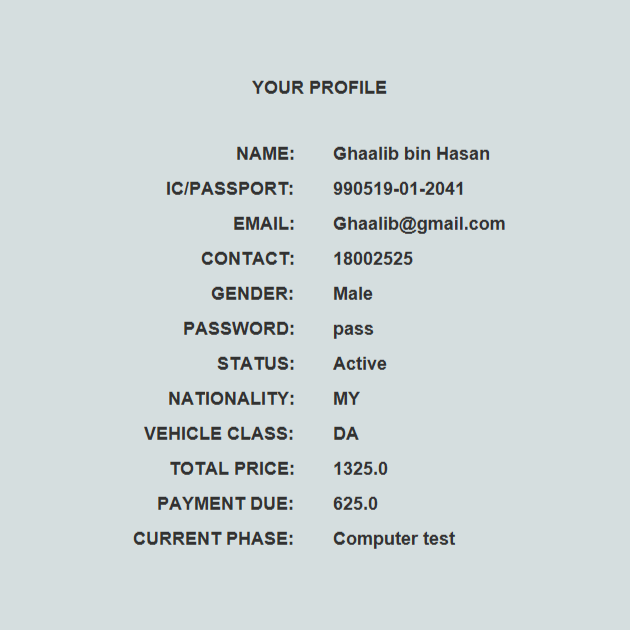 YOUR PROFILE
NAME: Ghaalib bin Hasan
IC/PASSPORT: 990519-01-2041
EMAIL: Ghaalib@gmail.com
CONTACT: 18002525
GENDER: Male
PASSWORD: pass
STATUS: Active
NATIONALITY: MY
VEHICLE CLASS: DA
TOTAL PRICE: 1325.0
PAYMENT DUE: 625.0
CURRENT PHASE: Computer test